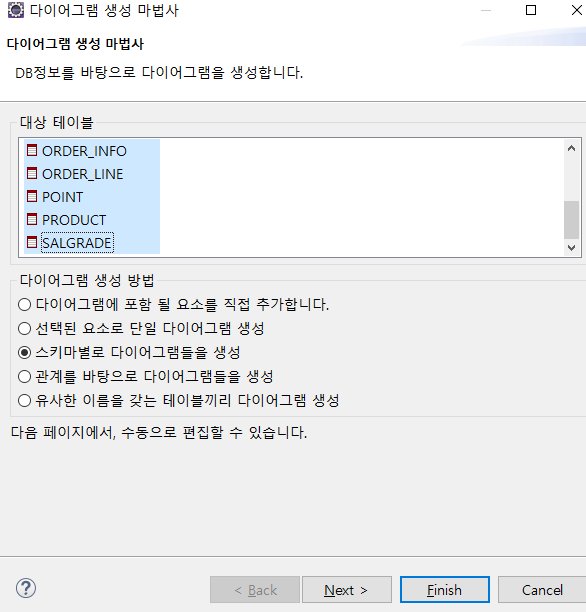 다이어그램 생성 마법사
다이어그램 생성 마법사
DB정보를 바탕으로 다이어그램을 생성합니다.
대상 테이블
ORDER_INFO
ORDER_LINE
POINT
PRODUCT
SALGRADE
다이어그램 생성 방법
다이어그램에 포함 될 요소를 직접 추가합니다.
선택된 요소로 단일 다이어그램 생성
스키마별로 다이어그램들을 생성
관계를 바탕으로 다이어그램들을 생성
유사한 이름을 갖는 테이블끼리 다이어그램 생성
다음 페이지에서, 수동으로 편집할 수 있습니다.
? < Back Next > Finish Cancel